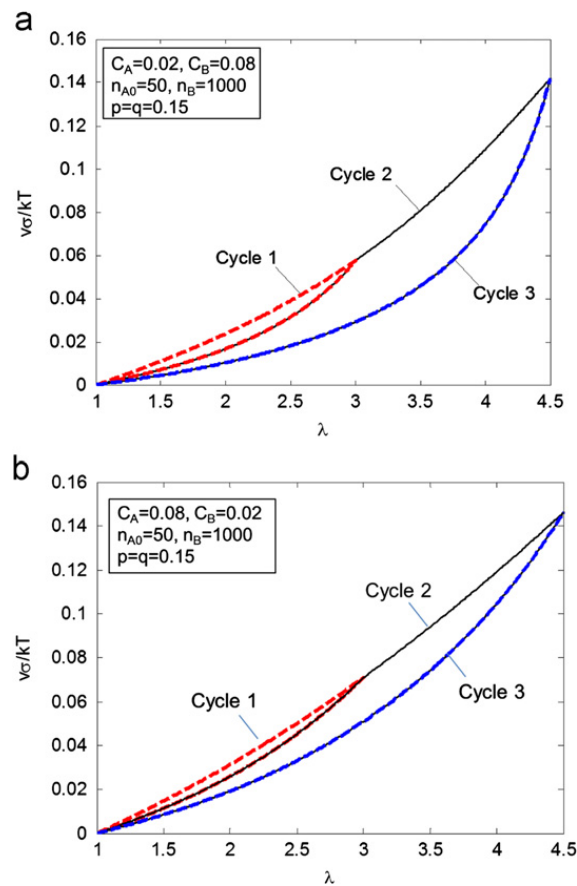 a
0.16
0.14
0.12
0.1
0.08
0.06
0.04
0.02
0
vσ/kT
C_A=0.02, C_B=0.08
n_A0=50, n_B=1000
p=q=0.15
Cycle 2
Cycle 1
Cycle 3
1 1.5 2 2.5 3 3.5 4 4.5
λ
b
0.16
0.14
0.12
0.1
0.08
0.06
0.04
0.02
0
vσ/kT
C_A=0.08, C_B=0.02
n_A0=50, n_B=1000
p=q=0.15
Cycle 2
Cycle 1
Cycle 3
1 1.5 2 2.5 3 3.5 4 4.5
λ